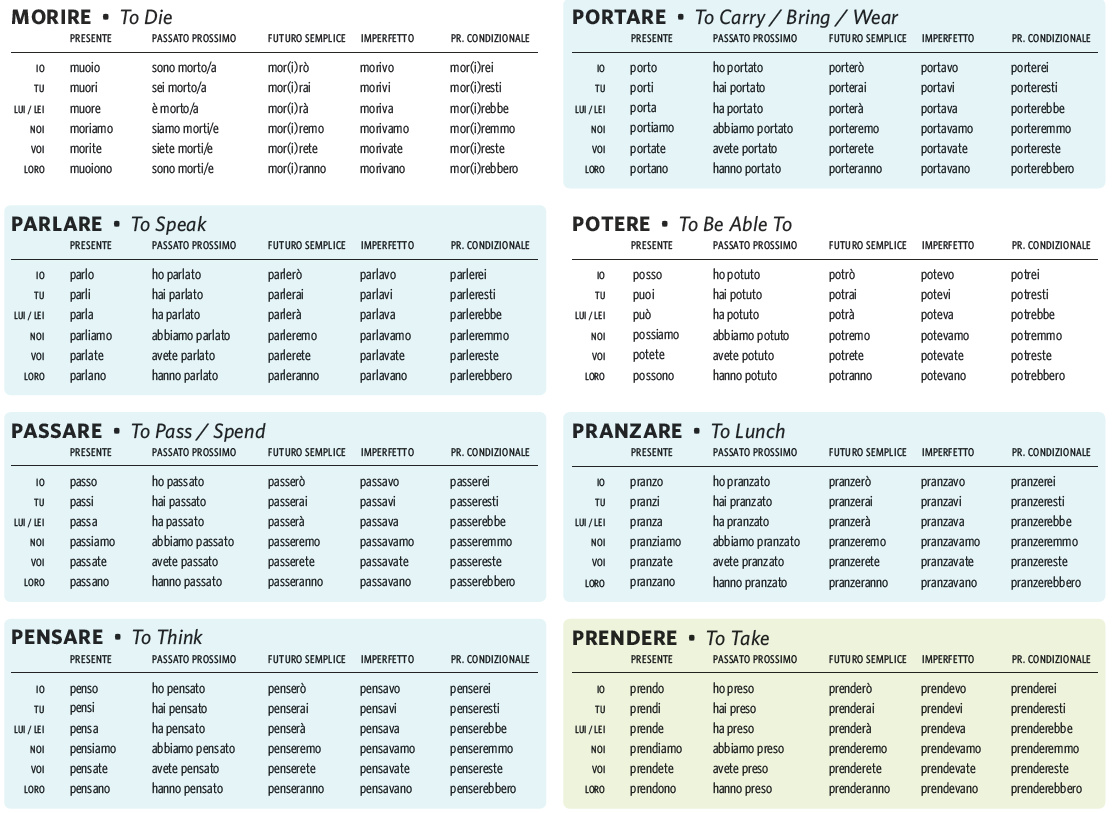 MORIRE ▪ To Die
PRESENTE PASSATO PROSSIMO FUTURO SEMPLICE IMPERFETTO PR. CONDIZIONALE
IO muoio sono morto/a mor(i)rò morivo mor(i)rei
TU muori sei morto/a mor(i)rai morivi mor(i)resti
LUI / LEI muore è morto/a mor(i)rà moriva mor(i)rebbe
NOI moriamo siamo morti/e mor(i)remo morivamo mor(i)remmo
VOI morite siete morti/e mor(i)rete morivate mor(i)reste
LORO muoiono sono morti/e mor(i)ranno morivano mor(i)rebbero
PARLARE ▪ To Speak
PRESENTE PASSATO PROSSIMO FUTURO SEMPLICE IMPERFETTO PR. CONDIZIONALE
IO parlo ho parlato parlerò parlavo parlerei
TU parli hai parlato parlerai parlavi parleresti
LUI / LEI parla ha parlato parlerà parlava parlerebbe
NOI parliamo abbiamo parlato parleremo parlavamo parleremmo
VOI parlate avete parlato parlerete parlavate parlereste
LORO parlano hanno parlato parleranno parlavano parlerebbero
PASSARE ▪ To Pass / Spend
PRESENTE PASSATO PROSSIMO FUTURO SEMPLICE IMPERFETTO PR. CONDIZIONALE
IO passo ho passato passerò passavo passerei
TU passi hai passato passerai passavi passeresti
LUI / LEI passa ha passato passerà passava passerebbe
NOI passiamo abbiamo passato passeremo passavamo passeremmo
VOI passate avete passato passerete passavate passereste
LORO passano hanno passato passeranno passavano passerebbero
PENSARE ▪ To Think
PRESENTE PASSATO PROSSIMO FUTURO SEMPLICE IMPERFETTO PR. CONDIZIONALE
IO penso ho pensato penserò pensavo penserei
TU pensi hai pensato penserai pensavi penseresti
LUI / LEI pensa ha pensato penserà pensava penserebbe
NOI pensiamo abbiamo pensato penseremo pensavamo penseremmo
VOI pensate avete pensato penserete pensavate pensereste
LORO pensano hanno pensato penseranno pensavano penserebbero
PORTARE ▪ To Carry / Bring / Wear
PRESENTE PASSATO PROSSIMO FUTURO SEMPLICE IMPERFETTO PR. CONDIZIONALE
IO porto ho portato porterò portavo porterei
TU porti hai portato porterai portavi porteresti
LUI / LEI porta ha portato porterà portava porterebbe
NOI portiamo abbiamo portato porteremo portavamo porteremmo
VOI portate avete portato porterete portavate portereste
LORO portano hanno portato porteranno portavano porterebbero
POTERE ▪ To Be Able To
PRESENTE PASSATO PROSSIMO FUTURO SEMPLICE IMPERFETTO PR. CONDIZIONALE
IO posso ho potuto potrò potevo potrei
TU puoi hai potuto potrai potevi potresti
LUI / LEI può ha potuto potrà poteva potrebbe
NOI possiamo abbiamo potuto potremo potevamo potremmo
VOI potete avete potuto potrete potevate potreste
LORO possono hanno potuto potranno potevano potrebbero
PRANZARE ▪ To Lunch
PRESENTE PASSATO PROSSIMO FUTURO SEMPLICE IMPERFETTO PR. CONDIZIONALE
IO pranzo ho pranzato pranzerò pranzavo pranzerei
TU pranzi hai pranzato pranzerai pranzavi pranzeresti
LUI / LEI pranza ha pranzato pranzerà pranzava pranzerebbe
NOI pranziamo abbiamo pranzato pranzeremo pranzavamo pranzeremmo
VOI pranzate avete pranzato pranzerete pranzavate pranzereste
LORO pranzano hanno pranzato pranzeranno pranzavano pranzerebbero
PRENDERE ▪ To Take
PRESENTE PASSATO PROSSIMO FUTURO SEMPLICE IMPERFETTO PR. CONDIZIONALE
IO prendo ho preso prenderò prendevo prenderei
TU prendi hai preso prenderai prendevi prenderesti
LUI / LEI prende ha preso prenderà prendeva prenderebbe
NOI prendiamo abbiamo preso prenderemo prendevamo prenderemmo
VOI prendete avete preso prenderete prendevate prendereste
LORO prendono hanno preso prenderanno prendevano prenderebbero